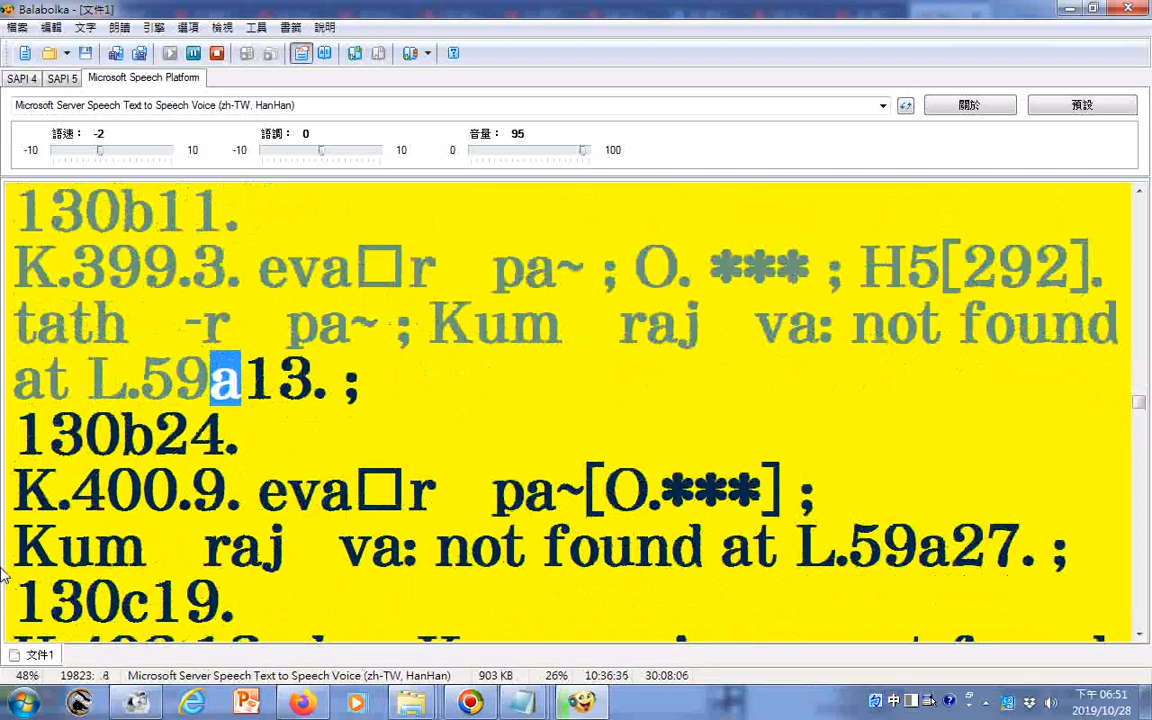 Balabolka - [文件1]
檔案 編輯 文字 朗讀 引擎 選項 檢視 工具 書籤 說明
SAPI 4 SAPI 5 Microsoft Speech Platform
Microsoft Server Speech Text to Speech Voice (zh-TW, HanHan)
關於 預設
語速： -2 語調： 0 音量： 95
-10 10 -10 10 0 100
130b11.
K.399.3. eva□r pa~ ; O. ✱✱✱ ; H5[292].
tath -r pa~ ; Kum raj va: not found
at L.59a13. ;
130b24.
K.400.9. eva□r pa~[O.✱✱✱] ;
Kum raj va: not found at L.59a27. ;
130c19.
文件1
48% Microsoft Server Speech Text to Speech Voice (zh-TW, HanHan) 903 KB 26% 10:36:35 30:08:06
中
下午 06:51
2019/10/28